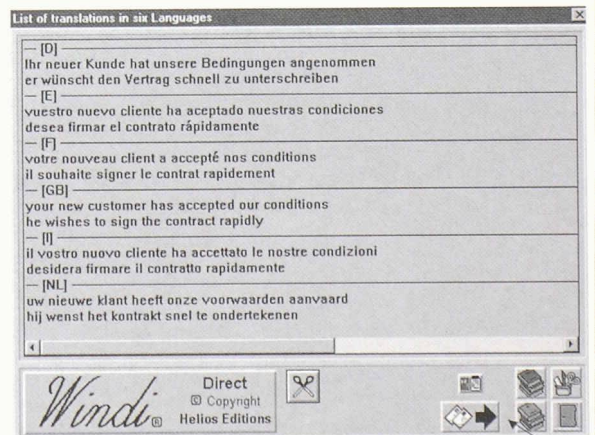 List of translations in six Languages
[D]
Ihr neuer Kunde hat unsere Bedingungen angenommen
er wünscht den Vertrag schnell zu unterschreiben
[E]
vuestro nuevo cliente ha aceptado nuestras condiciones
desea firmar el contrato rápidamente
[F]
votre nouveau client a accepté nos conditions
il souhaite signer le contrat rapidement
[GB]
your new customer has accepted our conditions
he wishes to sign the contract rapidly
[I]
il vostro nuovo cliente ha accettato le nostre condizioni
desidera firmare il contratto rapidamente
[NL]
uw nieuwe klant heeft onze voorwaarden aanvaard
hij wenst het kontrakt snel te ondertekenen
Windi©
Direct
© Copyright
Helios Editions